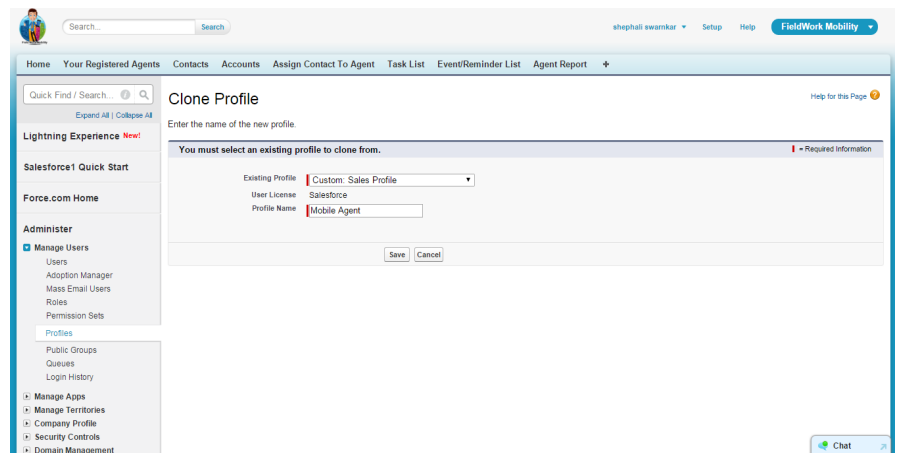 Search...
Search
shephali swarnkar
Setup
Help
FieldWork Mobility
Home Your Registered Agents Contacts Accounts Assign Contact To Agent Task List Event/Reminder List Agent Report +
Quick Find / Search...
Expand All | Collapse All
Lightning Experience New!
Salesforce1 Quick Start
Force.com Home
Administer
Manage Users
Users
Adoption Manager
Mass Email Users
Roles
Permission Sets
Profiles
Public Groups
Queues
Login History
Manage Apps
Manage Territories
Company Profile
Security Controls
Domain Management
Clone Profile
Help for this Page
Enter the name of the new profile.
You must select an existing profile to clone from.
= Required Information
Existing Profile Custom: Sales Profile
User License Salesforce
Profile Name Mobile Agent
Save Cancel
Chat